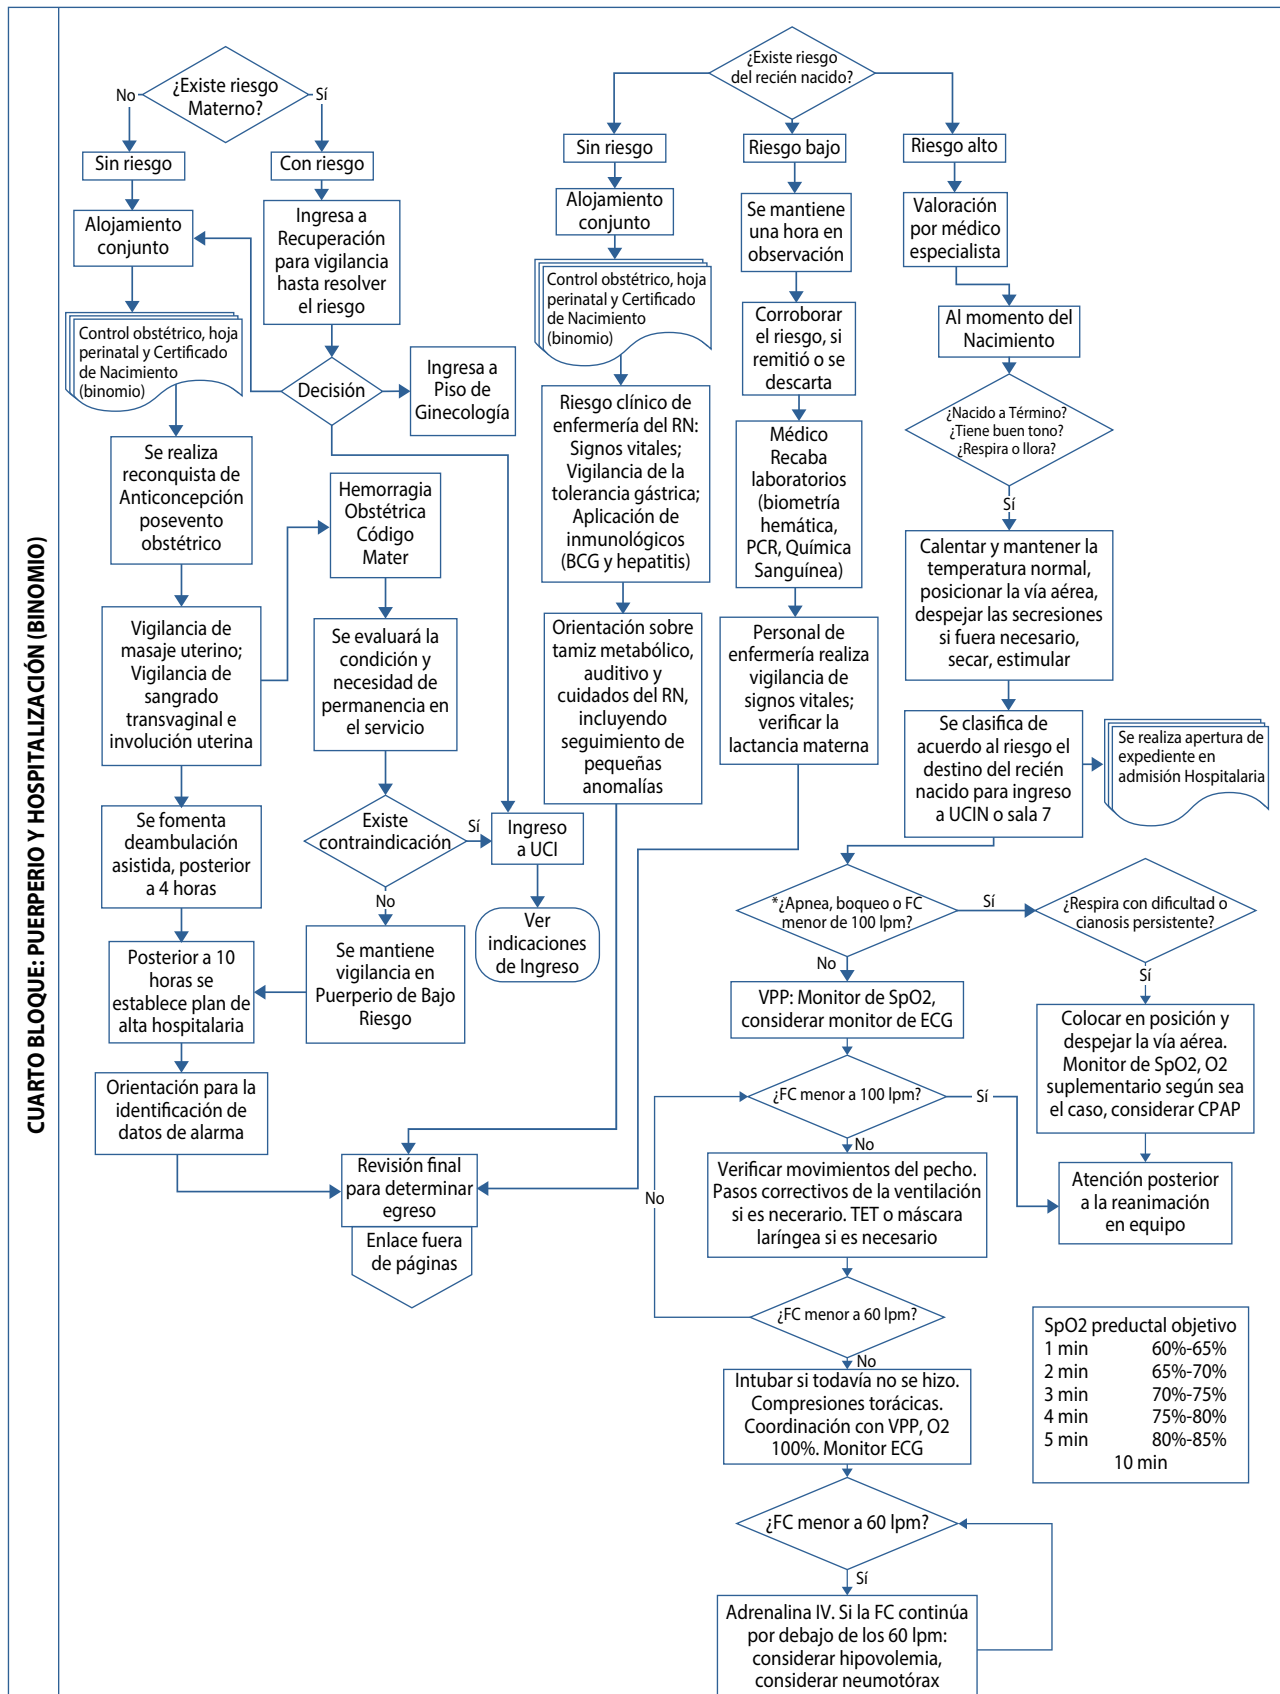 CUARTO BLOQUE: PUERPERIO Y HOSPITALIZACIÓN (BINOMIO)
¿Existe riesgo
Materno?
No
Sí
Sin riesgo
Con riesgo
Alojamiento
conjunto
Ingresa a
Recuperación
para vigilancia
hasta resolver
el riesgo
Control obstétrico, hoja
perinatal y Certificado
de Nacimiento
(binomio)
Decisión
Ingresa a
Piso de
Ginecología
Se realiza
reconquista de
Anticoncepción
posevento
obstétrico
Hemorragia
Obstétrica
Código
Mater
Vigilancia de
masaje uterino;
Vigilancia de
sangrado
transvaginal e
involución uterina
Se evaluará la
condición y
necesidad de
permanencia en
el servicio
Se fomenta
deambulación
asistida, posterior
a 4 horas
Existe
contraindicación
Sí
Ingreso
a UCI
No
Ver
indicaciones
de Ingreso
Posterior a 10
horas se
establece plan de
alta hospitalaria
Se mantiene
vigilancia en
Puerperio de Bajo
Riesgo
Orientación para la
identificación de
datos de alarma
Revisión final
para determinar
egreso
Enlace fuera
de páginas
¿Existe riesgo
del recién nacido?
Sin riesgo
Riesgo bajo
Riesgo alto
Alojamiento
conjunto
Control obstétrico, hoja
perinatal y Certificado
de Nacimiento
(binomio)
Riesgo clínico de
enfermería del RN:
Signos vitales;
Vigilancia de la
tolerancia gástrica;
Aplicación de
inmunológicos
(BCG y hepatitis)
Orientación sobre
tamiz metabólico,
auditivo y
cuidados del RN,
incluyendo
seguimiento de
pequeñas
anomalías
Se mantiene
una hora en
observación
Corroborar
el riesgo, si
remitió o se
descarta
Médico
Recaba
laboratorios
(biometría
hemática,
PCR, Química
Sanguínea)
Personal de
enfermería realiza
vigilancia de
signos vitales;
verificar la
lactancia materna
Valoración
por médico
especialista
Al momento del
Nacimiento
¿Nacido a Término?
¿Tiene buen tono?
¿Respira o llora?
Sí
Calentar y mantener la
temperatura normal,
posicionar la vía aérea,
despejar las secresiones
si fuera necesario,
secar, estimular
Se clasifica de
acuerdo al riesgo el
destino del recién
nacido para ingreso
a UCIN o sala 7
Se realiza apertura de
expediente en
admisión Hospitalaria
*¿Apnea, boqueo o FC
menor de 100 lpm?
Sí
¿Respira con dificultad o
cianosis persistente?
No
Sí
VPP: Monitor de SpO2,
considerar monitor de ECG
Colocar en posición y
despejar la vía aérea.
Monitor de SpO2, O2
suplementario según sea
el caso, considerar CPAP
¿FC menor a 100 lpm?
Sí
No
Verificar movimientos del pecho.
Pasos correctivos de la ventilación
si es necerario. TET o máscara
laríngea si es necesario
Atención posterior
a la reanimación
en equipo
No
¿FC menor a 60 lpm?
No
Intubar si todavía no se hizo.
Compresiones torácicas.
Coordinación con VPP, O2
100%. Monitor ECG
SpO2 preductal objetivo
1 min 60%-65%
2 min 65%-70%
3 min 70%-75%
4 min 75%-80%
5 min 80%-85%
10 min
¿FC menor a 60 lpm?
Sí
Adrenalina IV. Si la FC continúa
por debajo de los 60 lpm:
considerar hipovolemia,
considerar neumotórax